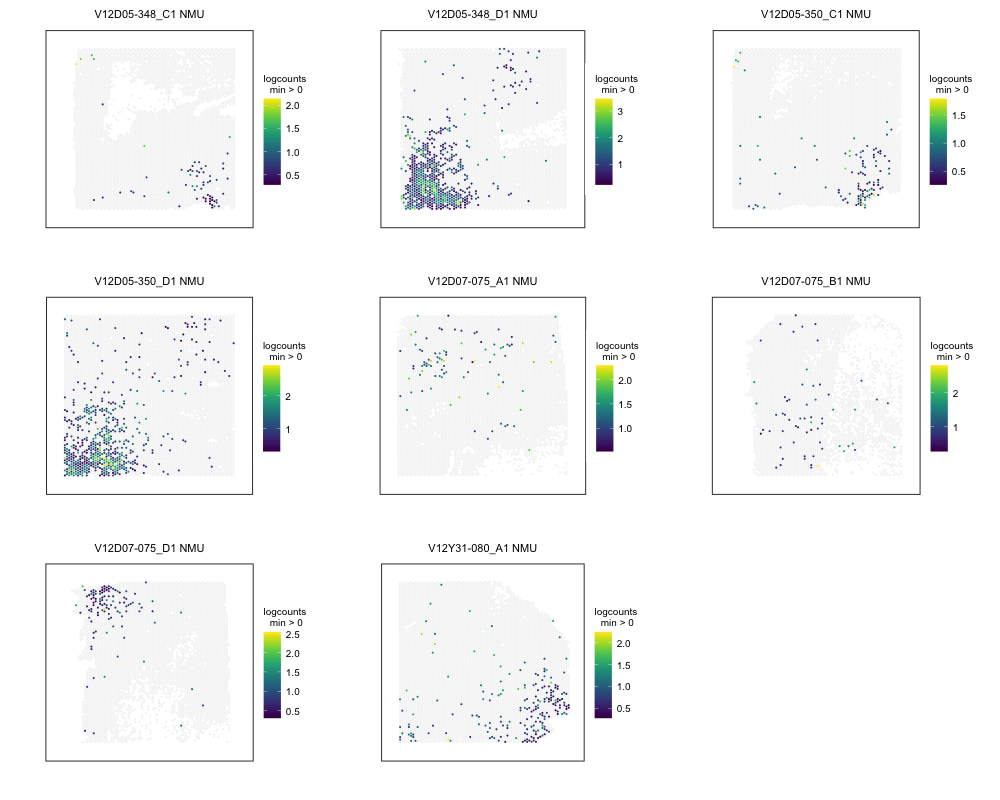 V12D05-348_C1 NMU
logcounts
min > 0
2.0
1.5
1.0
0.5
V12D05-348_D1 NMU
logcounts
min > 0
3
2
1
V12D05-350_C1 NMU
logcounts
min > 0
1.5
1.0
0.5
V12D05-350_D1 NMU
logcounts
min > 0
2
1
V12D07-075_A1 NMU
logcounts
min > 0
2.0
1.5
1.0
V12D07-075_B1 NMU
logcounts
min > 0
2
1
V12D07-075_D1 NMU
logcounts
min > 0
2.5
2.0
1.5
1.0
0.5
V12Y31-080_A1 NMU
logcounts
min > 0
2.0
1.5
1.0
0.5